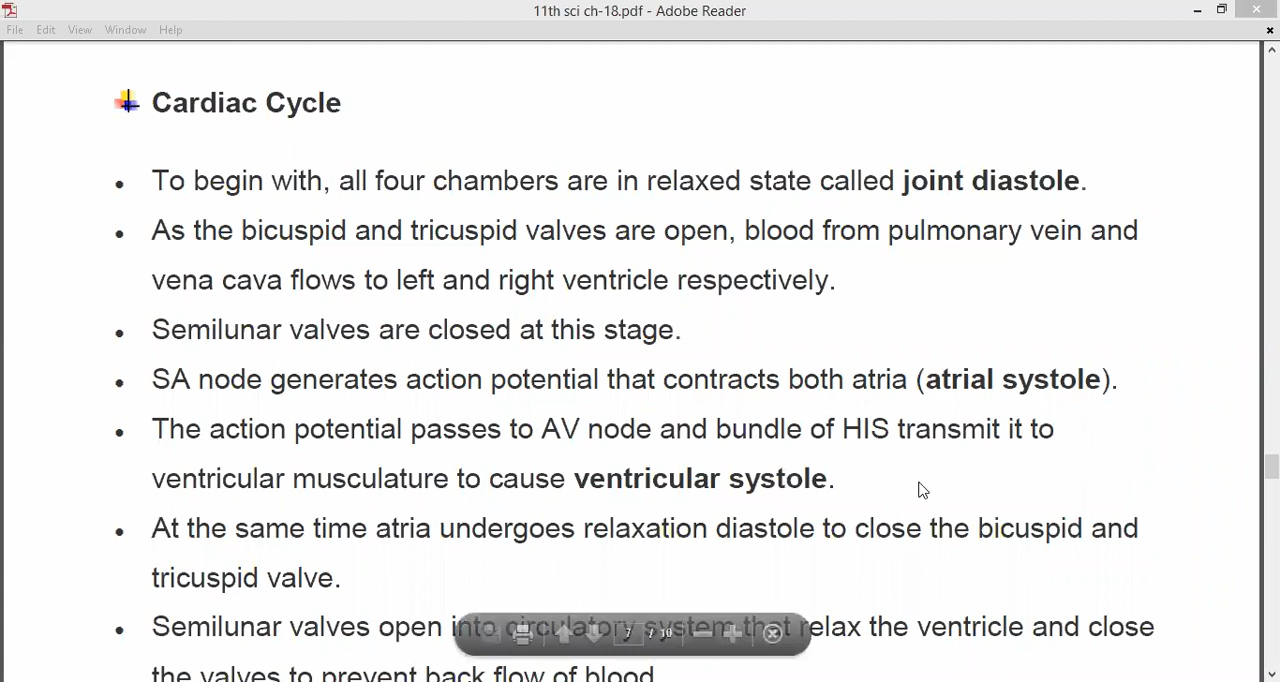 11th sci ch-18.pdf - Adobe Reader
File Edit View Window Help
Cardiac Cycle
• To begin with, all four chambers are in relaxed state called joint diastole.
• As the bicuspid and tricuspid valves are open, blood from pulmonary vein and
vena cava flows to left and right ventricle respectively.
• Semilunar valves are closed at this stage.
• SA node generates action potential that contracts both atria (atrial systole).
• The action potential passes to AV node and bundle of HIS transmit it to
ventricular musculature to cause ventricular systole.
• At the same time atria undergoes relaxation diastole to close the bicuspid and
tricuspid valve.
• Semilunar valves open into circulatory system that relax the ventricle and close
7 / 10
the valves to prevent back flow of blood